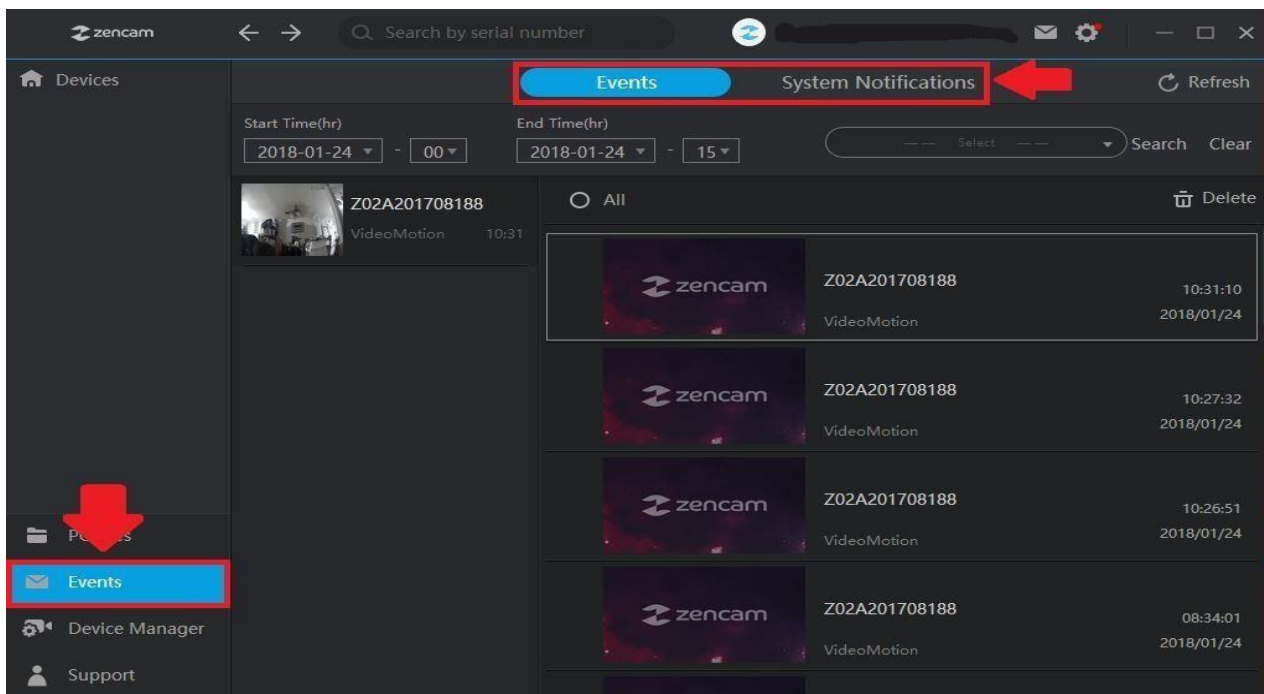 zencam
Search by serial number
Devices
Events
System Notifications
Refresh
Start Time(hr)
End Time(hr)
2018-01-24 - 00
2018-01-24 - 15
—— Select ——
Search
Clear
Z02A201708188
VideoMotion 10:31
All
Delete
zencam
Z02A201708188
VideoMotion
10:31:10
2018/01/24
zencam
Z02A201708188
VideoMotion
10:27:32
2018/01/24
zencam
Z02A201708188
VideoMotion
10:26:51
2018/01/24
zencam
Z02A201708188
VideoMotion
08:34:01
2018/01/24
Events
Device Manager
Support